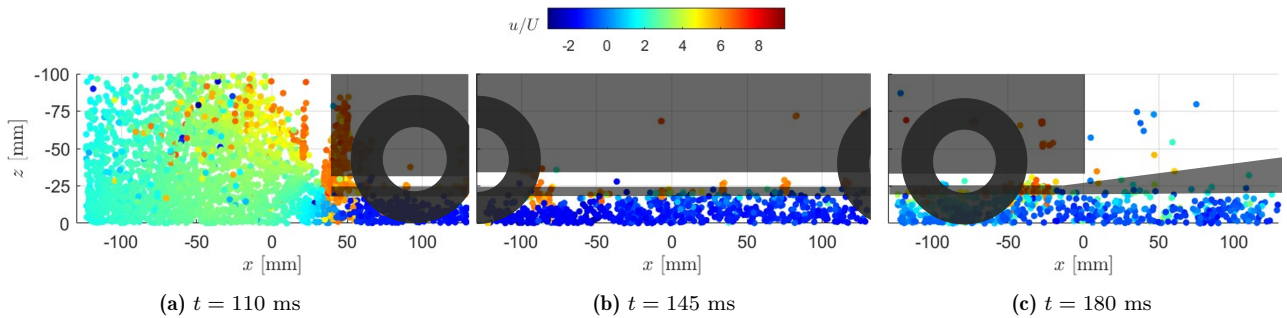 u/U
-2 0 2 4 6 8
-100
-75
-50
-25
0
z [mm]
-100 -50 0 50 100
-100 -50 0 50 100
-100 -50 0 50 100
x [mm]
x [mm]
x [mm]
(a) t = 110 ms
(b) t = 145 ms
(c) t = 180 ms